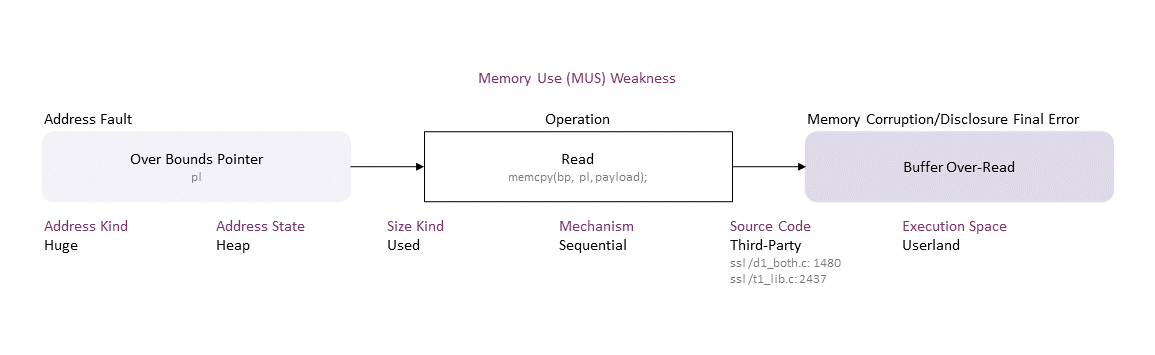 Memory Use (MUS) Weakness
Address Fault
Operation
Memory Corruption/Disclosure Final Error
Over Bounds Pointer
pl
Read
memcpy(bp, pl, payload);
Buffer Over-Read
Address Kind
Huge
Address State
Heap
Size Kind
Used
Mechanism
Sequential
Source Code
Third-Party
ssl/d1_both.c: 1480
ssl/t1_lib.c: 2437
Execution Space
Userland